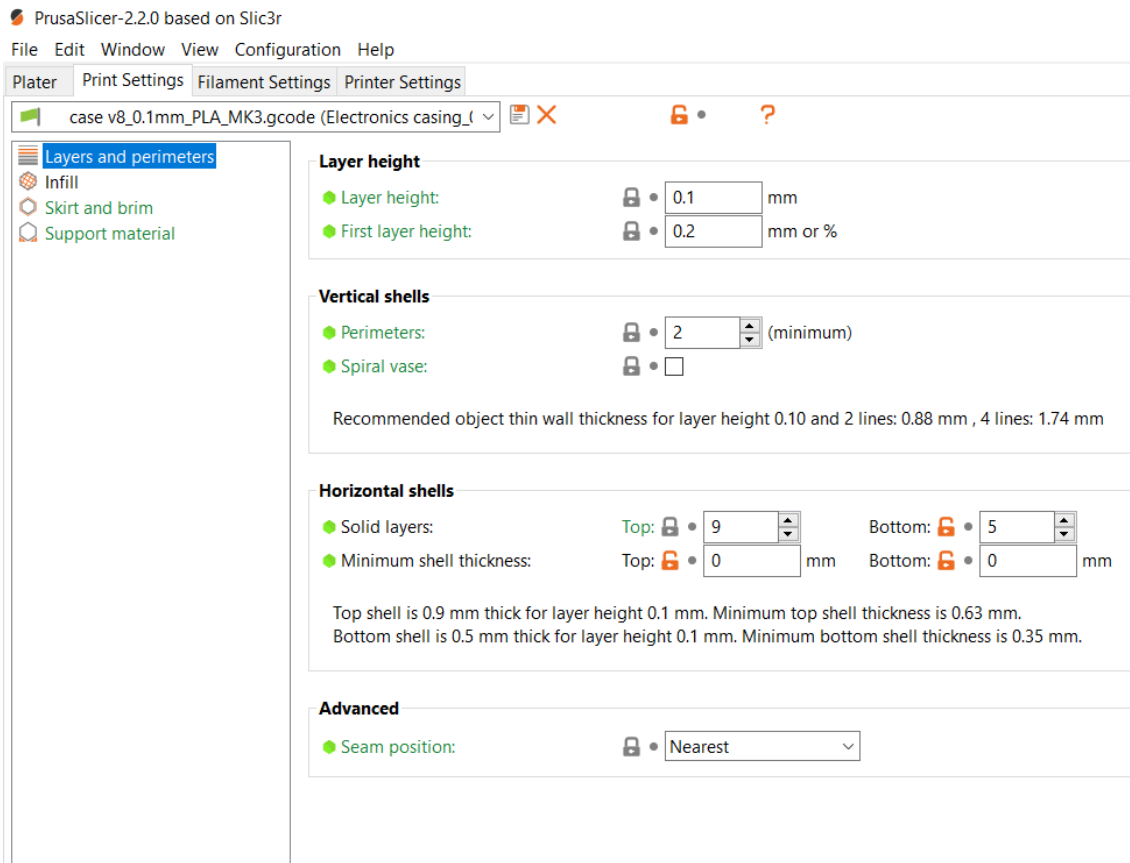 PrusaSlicer-2.2.0 based on Slic3r
File Edit Window View Configuration Help
Plater Print Settings Filament Settings Printer Settings
case v8_0.1mm_PLA_MK3.gcode (Electronics casing_(
?
Layers and perimeters
Infill
Skirt and brim
Support material
Layer height
Layer height: 0.1 mm
First layer height: 0.2 mm or %
Vertical shells
Perimeters: 2 (minimum)
Spiral vase:
Recommended object thin wall thickness for layer height 0.10 and 2 lines: 0.88 mm , 4 lines: 1.74 mm
Horizontal shells
Solid layers: Top: 9 Bottom: 5
Minimum shell thickness: Top: 0 mm Bottom: 0 mm
Top shell is 0.9 mm thick for layer height 0.1 mm. Minimum top shell thickness is 0.63 mm.
Bottom shell is 0.5 mm thick for layer height 0.1 mm. Minimum bottom shell thickness is 0.35 mm.
Advanced
Seam position: Nearest